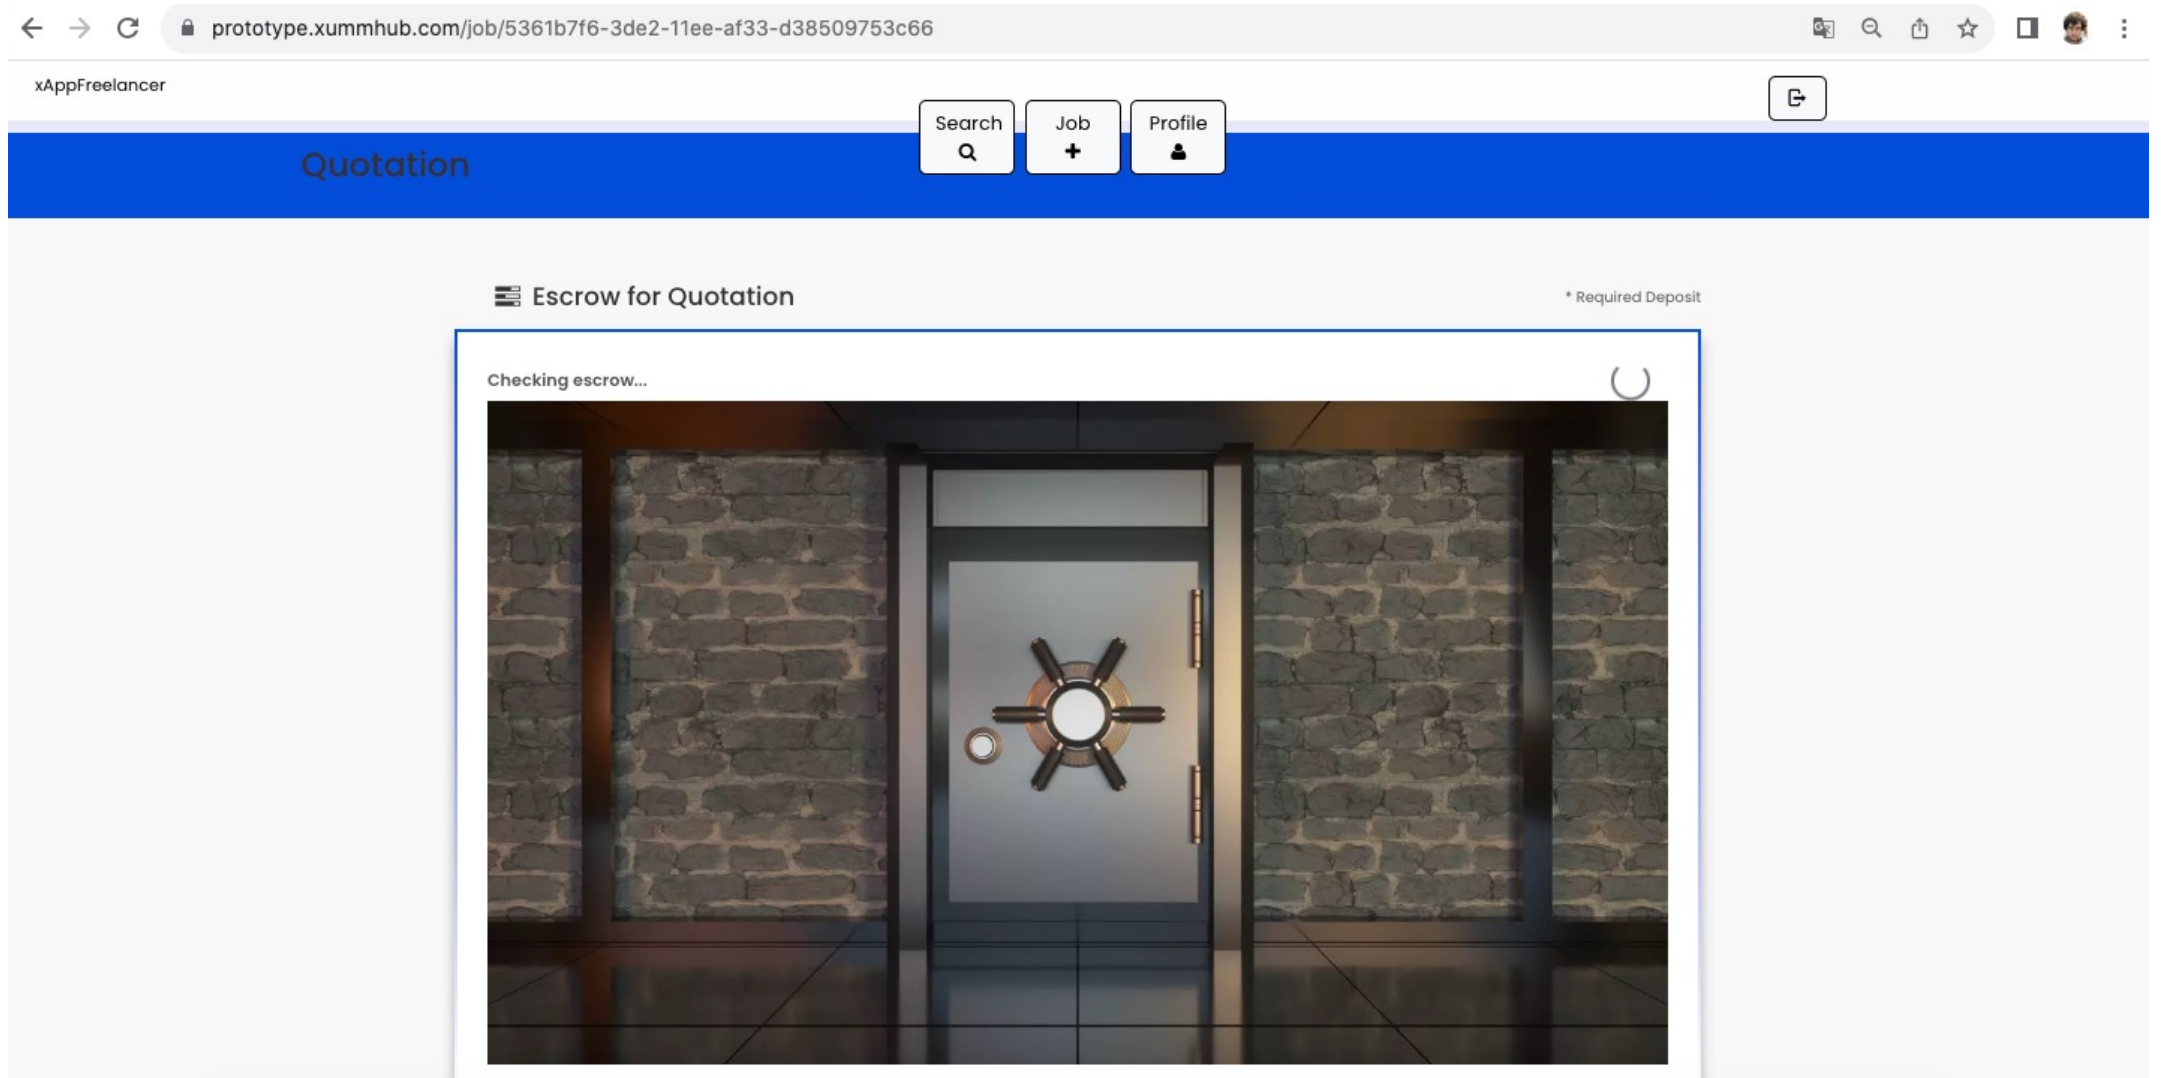 prototype.xummhub.com/job/5361b7f6-3de2-11ee-af33-d38509753c66
xAppFreelancer
Search
Job
Profile
Quotation
Escrow for Quotation
* Required Deposit
Checking escrow...